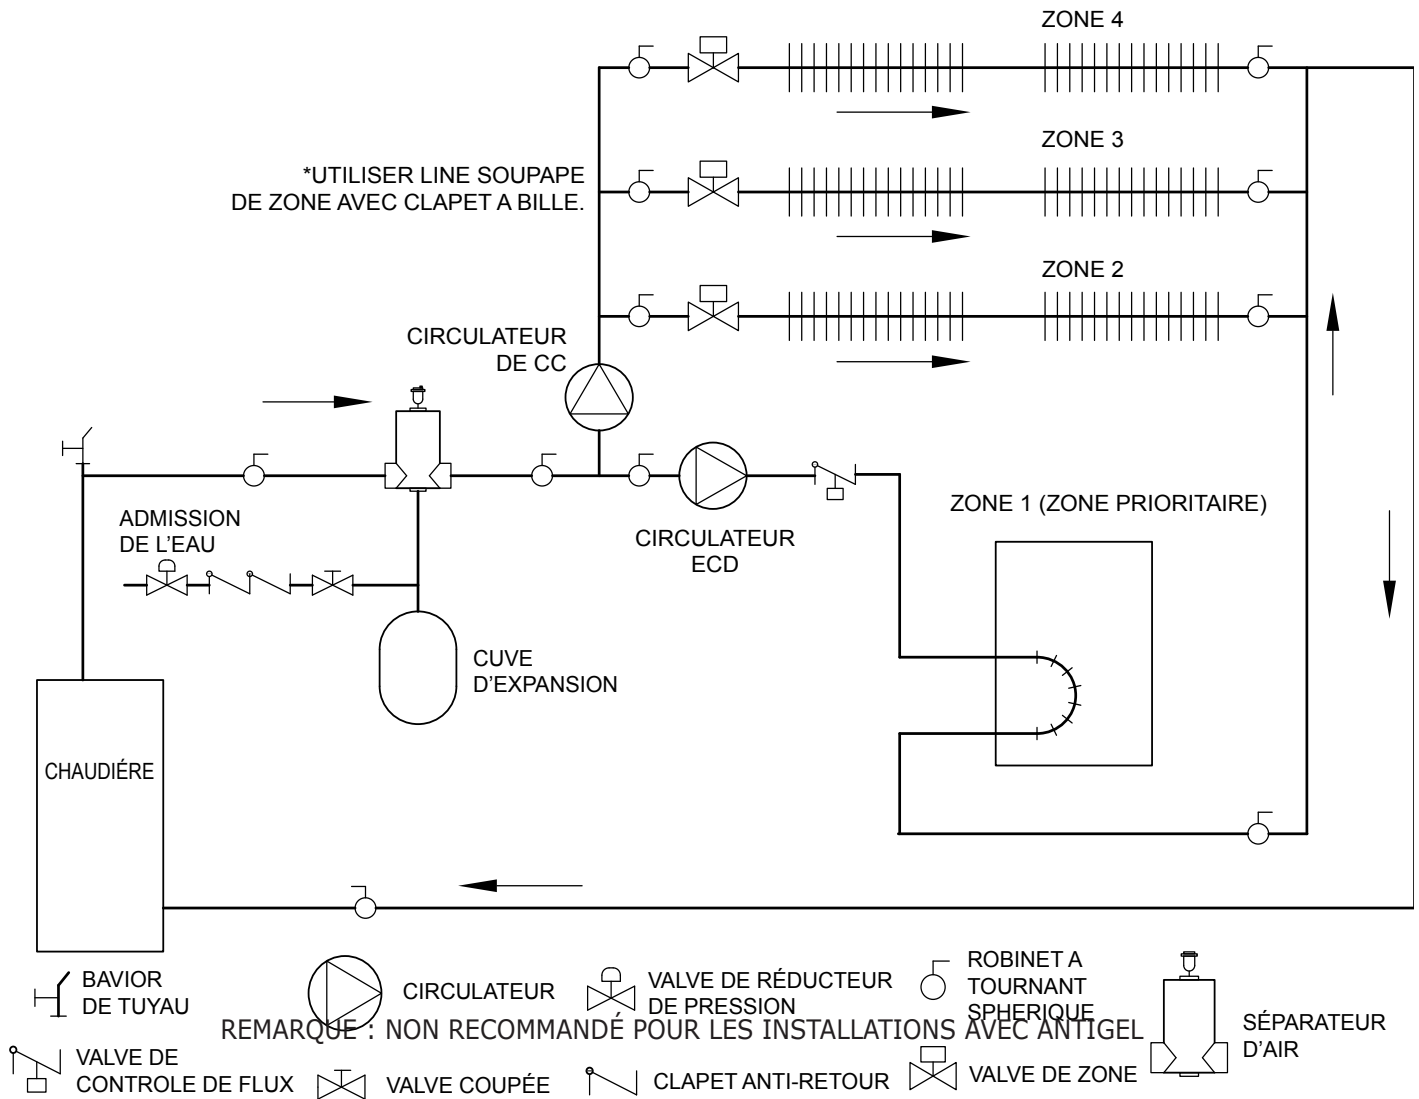 ZONE 4
ZONE 3
*UTILISER LINE SOUPAPE
DE ZONE AVEC CLAPET A BILLE.
ZONE 2
CIRCULATEUR
DE CC
ZONE 1 (ZONE PRIORITAIRE)
ADMISSION
DE L'EAU
CIRCULATEUR
ECD
CUVE
D'EXPANSION
CHAUDIÉRE
BAVIOR
DE TUYAU
CIRCULATEUR
VALVE DE RÉDUCTEUR
DE PRESSION
ROBINET A
TOURNANT
SPHERIQUE
SÉPARATEUR
D'AIR
REMARQUE : NON RECOMMANDÉ POUR LES INSTALLATIONS AVEC ANTIGEL
VALVE DE
CONTROLE DE FLUX
VALVE COUPÉE
CLAPET ANTI-RETOUR
VALVE DE ZONE